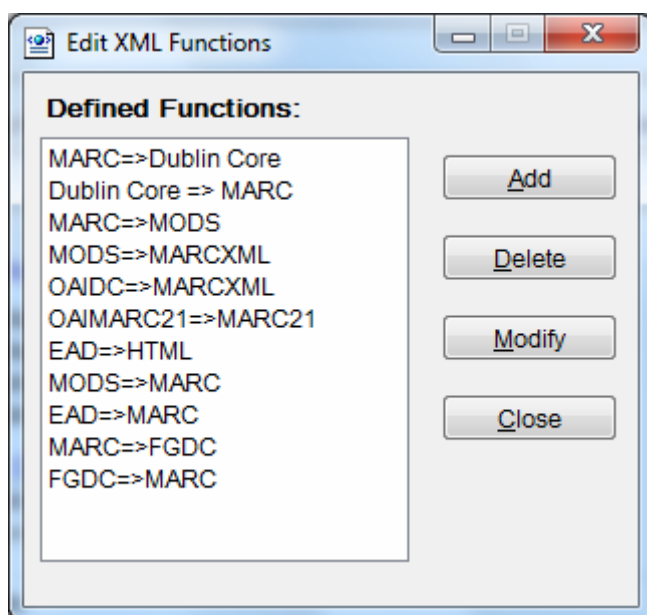 Edit XML Functions
Defined Functions:
MARC=>Dublin Core
Dublin Core => MARC
MARC=>MODS
MODS=>MARCXML
OAIDC=>MARCXML
OAIMARC21=>MARC21
EAD=>HTML
MODS=>MARC
EAD=>MARC
MARC=>FGDC
FGDC=>MARC
Add
Delete
Modify
Close